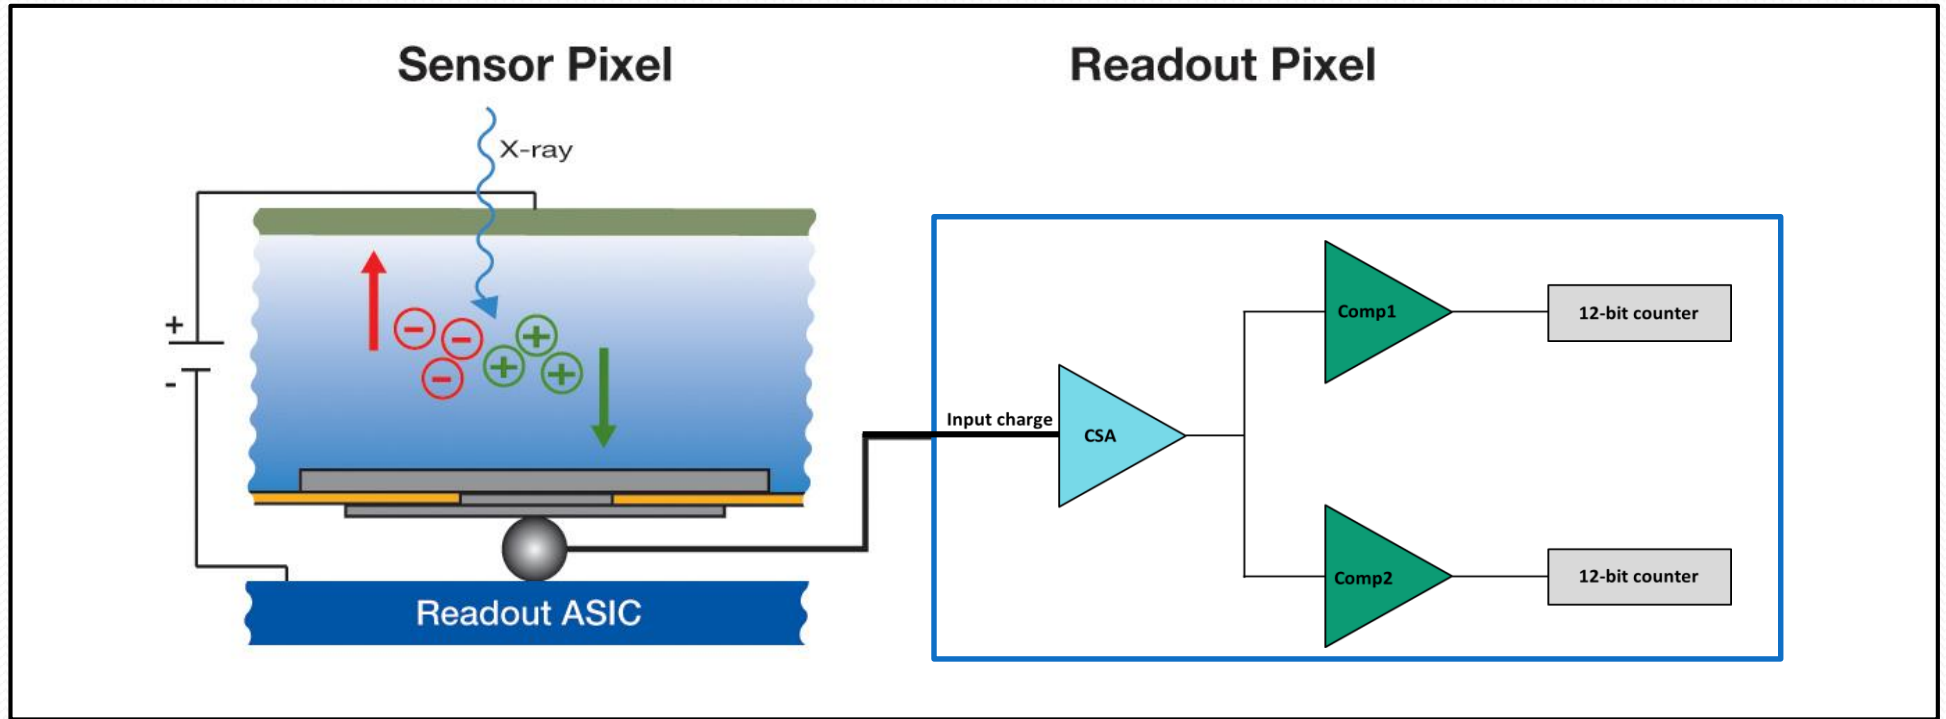 Sensor Pixel
Readout Pixel
X-ray
+
-
−
−
−
+
+
+
Input charge
CSA
Comp1
12-bit counter
Comp2
12-bit counter
Readout ASIC